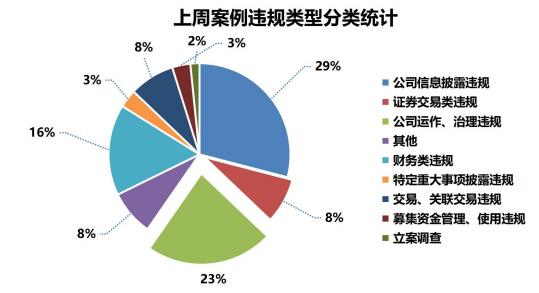 上周案例违规类型分类统计
2%
3%
8%
29%
3%
16%
8%
8%
23%
公司信息披露违规
证券交易类违规
公司运作、治理违规
其他
财务类违规
特定重大事项披露违规
交易、关联交易违规
募集资金管理、使用违规
立案调查